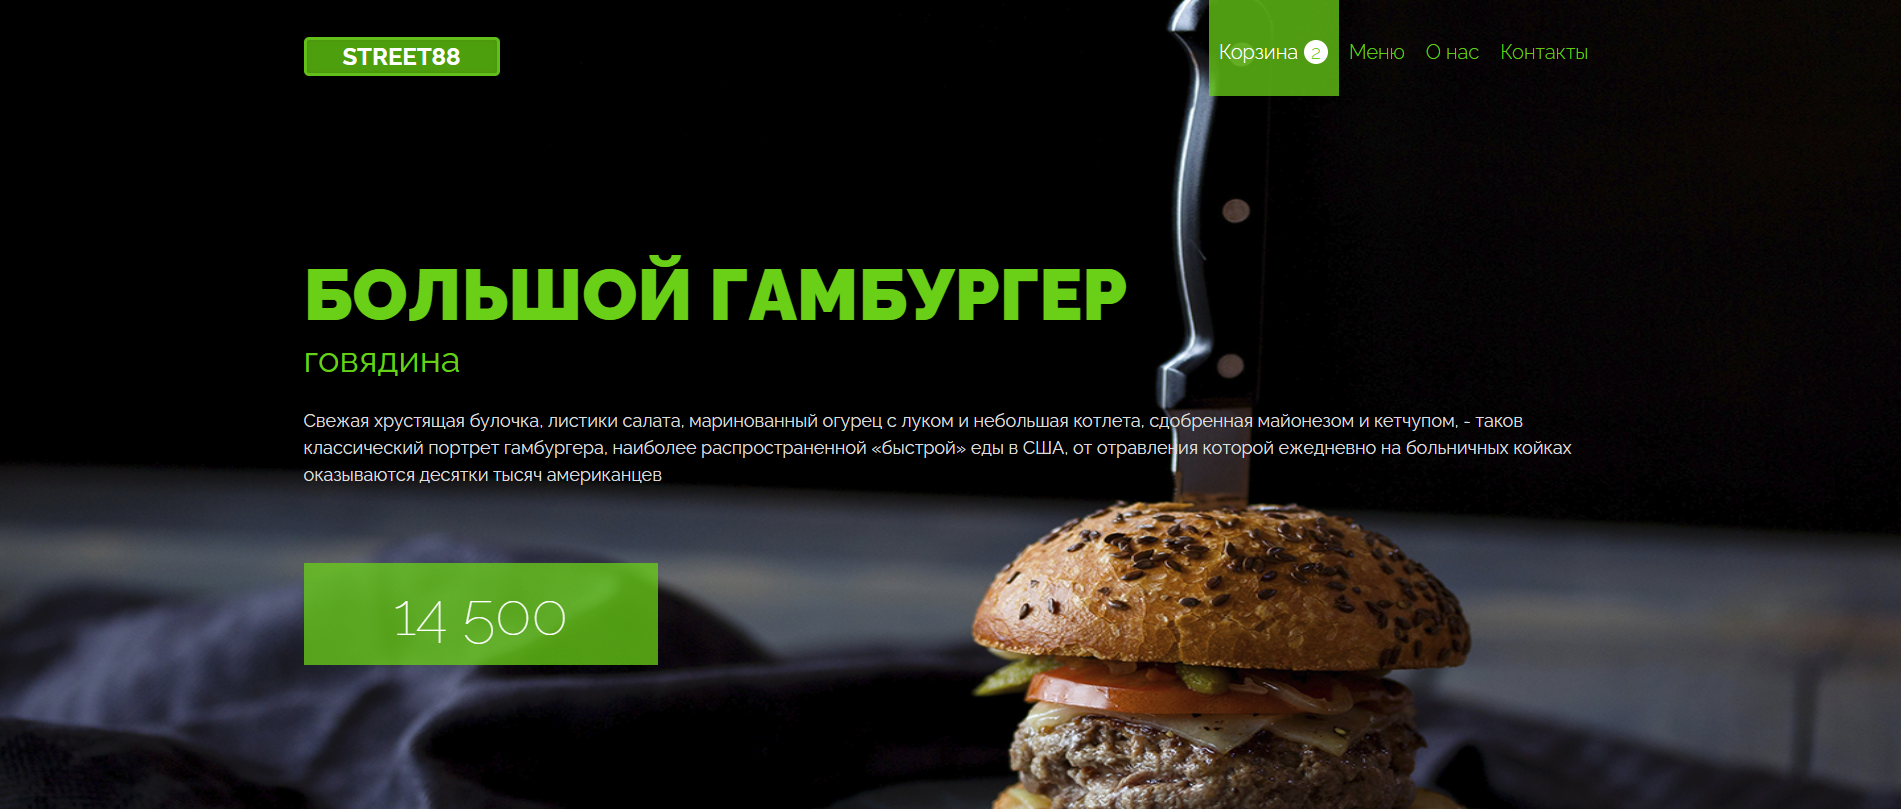 STREET88
Корзина 2 Меню О нас Контакты
БОЛЬШОЙ ГАМБУРГЕР
говядина
Свежая хрустящая булочка, листики салата, маринованный огурец с луком и небольшая котлета, сдобренная майонезом и кетчупом, - таков
классический портрет гамбургера, наиболее распространенной «быстрой» еды в США, от отравления которой ежедневно на больничных койках
оказываются десятки тысяч американцев
14 500